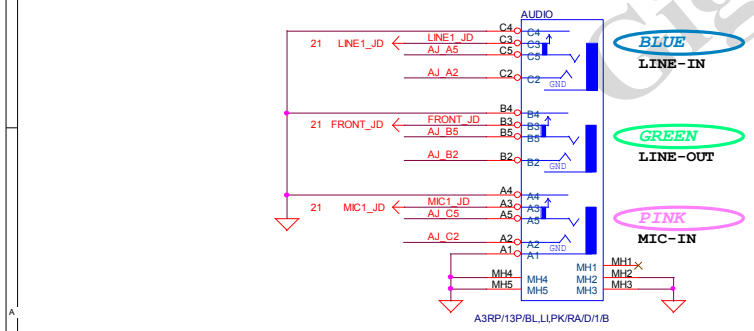 AUDIO
C4 C4
21 LINE1_JD LINE1_JD C3 C3
AJ_A5 C5 C5
AJ_A2 C2 C2
GND
BLUE
LINE-IN
B4 B4
21 FRONT_JD FRONT_JD B3 B3
AJ_B5 B5 B5
AJ_B2 B2 B2
GND
GREEN
LINE-OUT
A4 A4
21 MIC1_JD MIC1_JD A3 A3
AJ_C5 A5 A5
AJ_C2 A2 A2
A1 A1
GND
PINK
MIC-IN
MH1 MH1
MH4 MH4 MH2 MH2
MH5 MH5 MH3 MH3
A
A3RP/13P/BL,LI,PK/RA/D/1/B